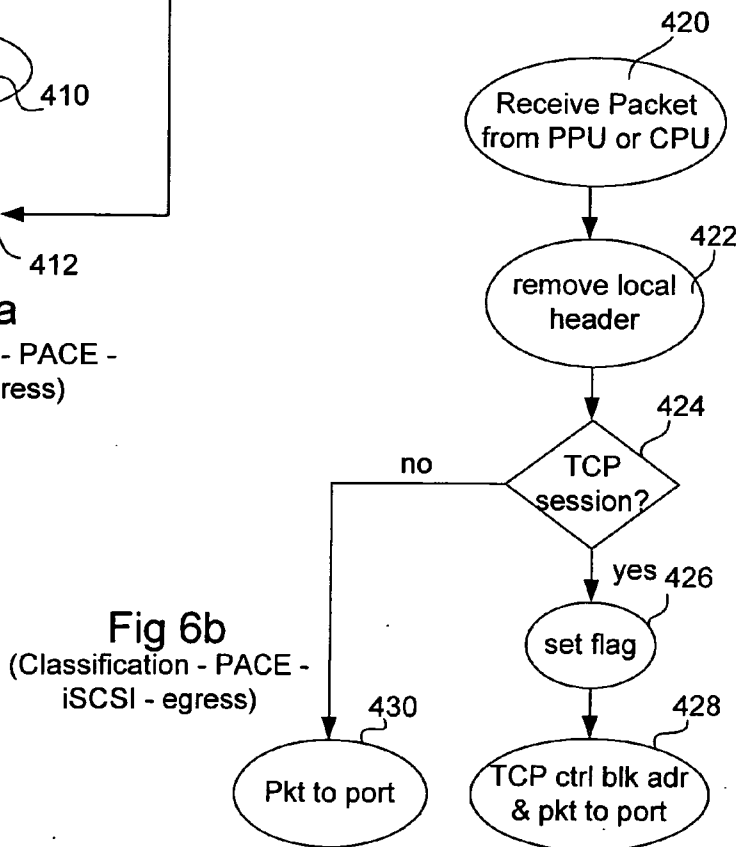 420
410
Receive Packet
from PPU or CPU
422
412
remove local
header
a
- PACE -
ress)
424
no
TCP
session?
yes 426
Fig 6b
(Classification - PACE -
iSCSI - egress)
set flag
430
428
Pkt to port
TCP ctrl blk adr
& pkt to port